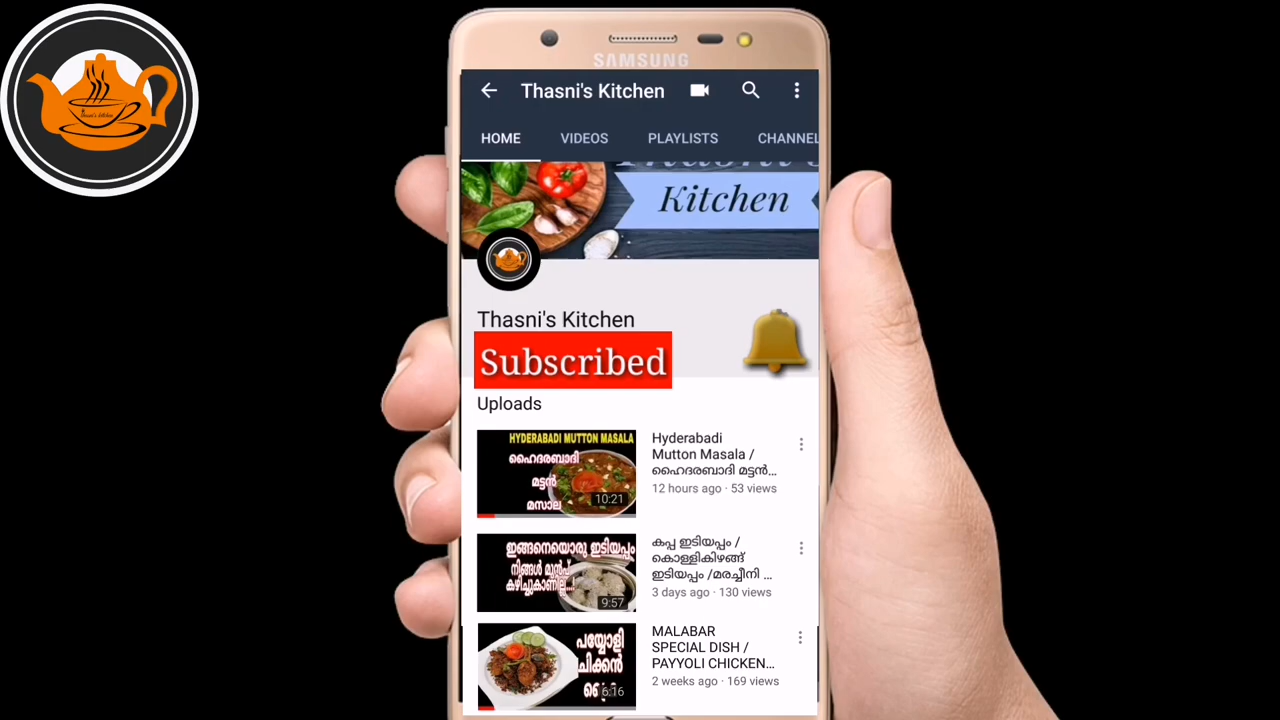 SAMSUNG
Thasni's Kitchen
HOME VIDEOS PLAYLISTS CHANNEL
Kitchen
Thasni's Kitchen
Subscribed
Uploads
HYDERABADI MUTTON MASALA
ഹൈദരബാദി
മട്ടൻ
മസാല
10:21
Hyderabadi
Mutton Masala /
ഹൈദരബാദി മട്ടൻ...
12 hours ago · 53 views
ഇങ്ങനെയൊരു ഇടിയപ്പം
നിങ്ങൾ മുൻപ്
കഴിച്ചുകാണില്ല...!
9:57
കപ്പ ഇടിയപ്പം /
കൊള്ളികിഴങ്ങ്
ഇടിയപ്പം /മരച്ചീനി ...
3 days ago · 130 views
പയ്യോളി
ചിക്കൻ
6:16
MALABAR
SPECIAL DISH /
PAYYOLI CHICKEN...
2 weeks ago · 169 views